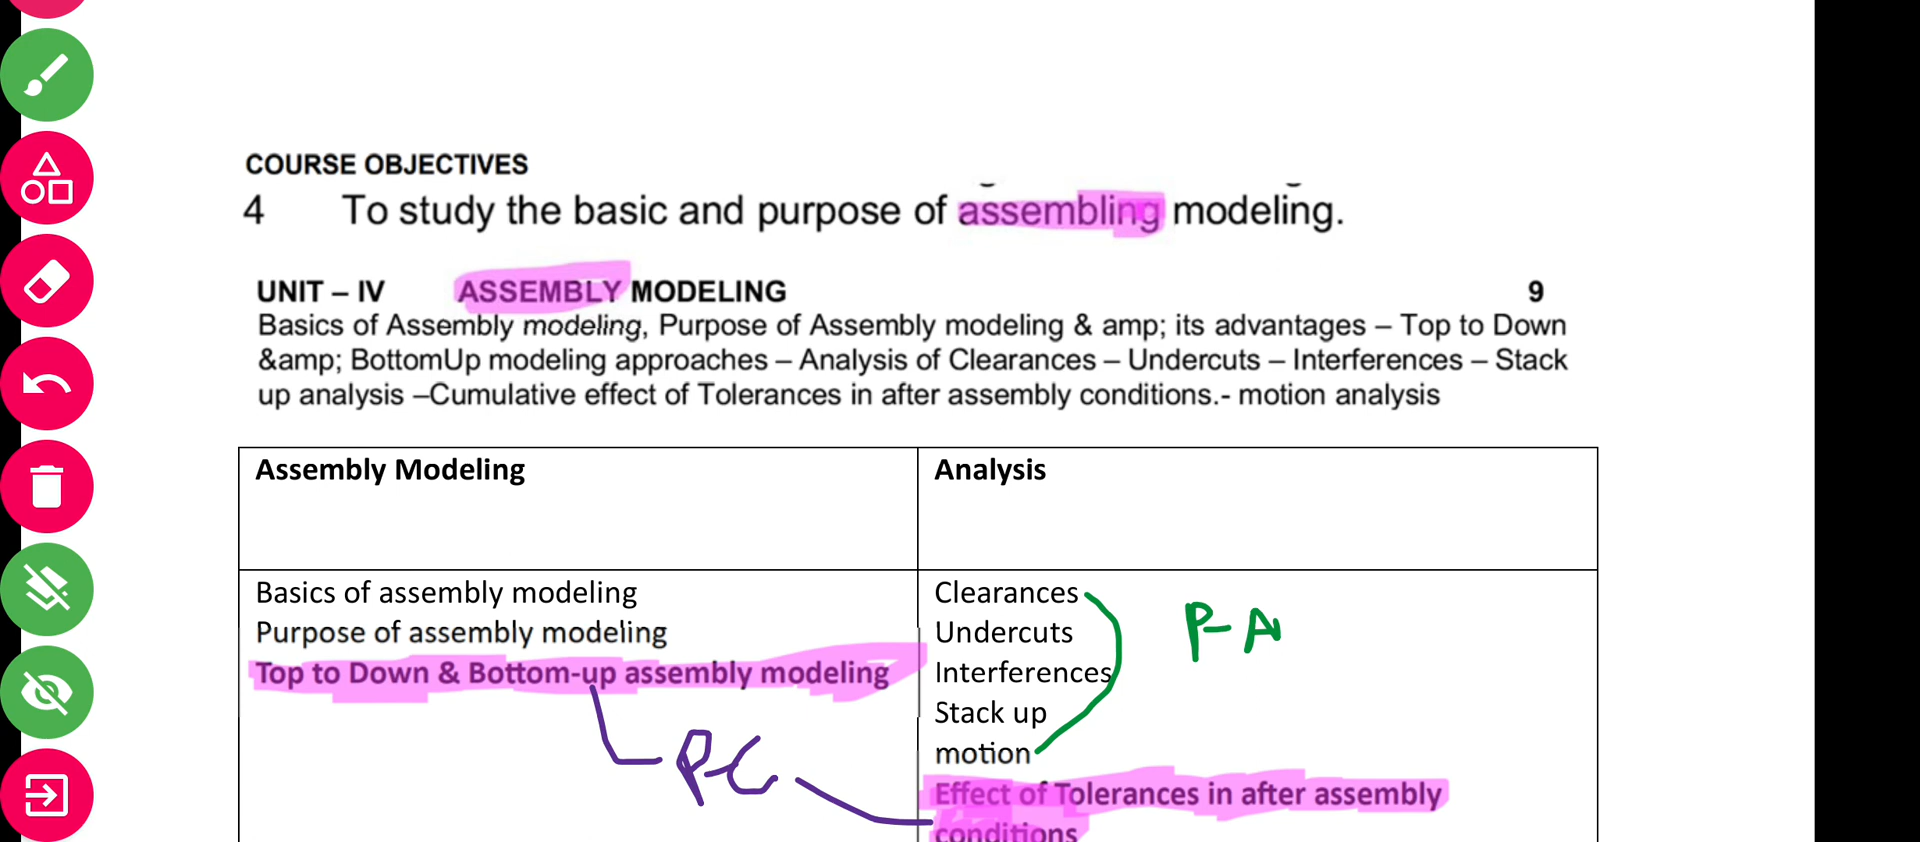 COURSE OBJECTIVES
4 To study the basic and purpose of assembling modeling.
UNIT – IV ASSEMBLY MODELING 9
Basics of Assembly modeling, Purpose of Assembly modeling & amp; its advantages – Top to Down
&amp; BottomUp modeling approaches – Analysis of Clearances – Undercuts – Interferences – Stack
up analysis –Cumulative effect of Tolerances in after assembly conditions.- motion analysis
Assembly Modeling
Analysis
Basics of assembly modeling
Purpose of assembly modeling
Top to Down & Bottom-up assembly modeling
P-C
Clearances
Undercuts
Interferences
Stack up
motion
P-A
Effect of Tolerances in after assembly
conditions